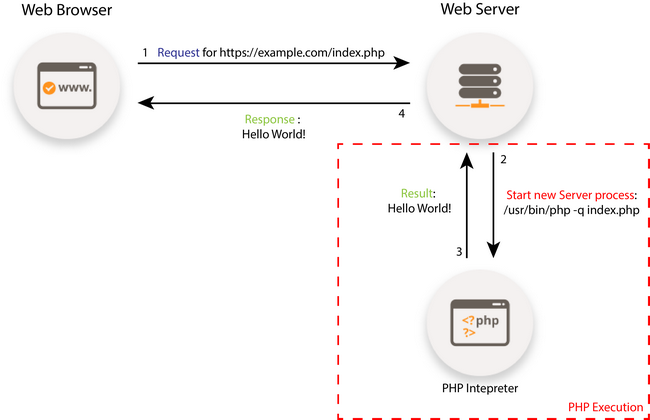 Web Browser
Web Server
1 Request for https://example.com/index.php
www.
4
Response :
Hello World!
2
Result:
Hello World!
Start new Server process:
/usr/bin/php -q index.php
3
<?php
?>
PHP Intepreter
PHP Execution